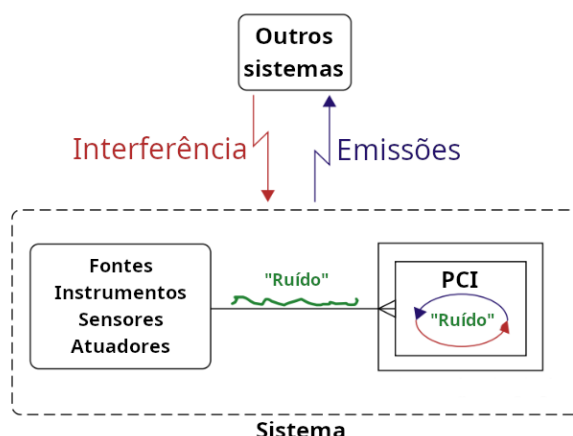 Outros
sistemas
Interferência
Emissões
Fontes
Instrumentos
Sensores
Atuadores
"Ruído"
PCI
"Ruído"
Sistema